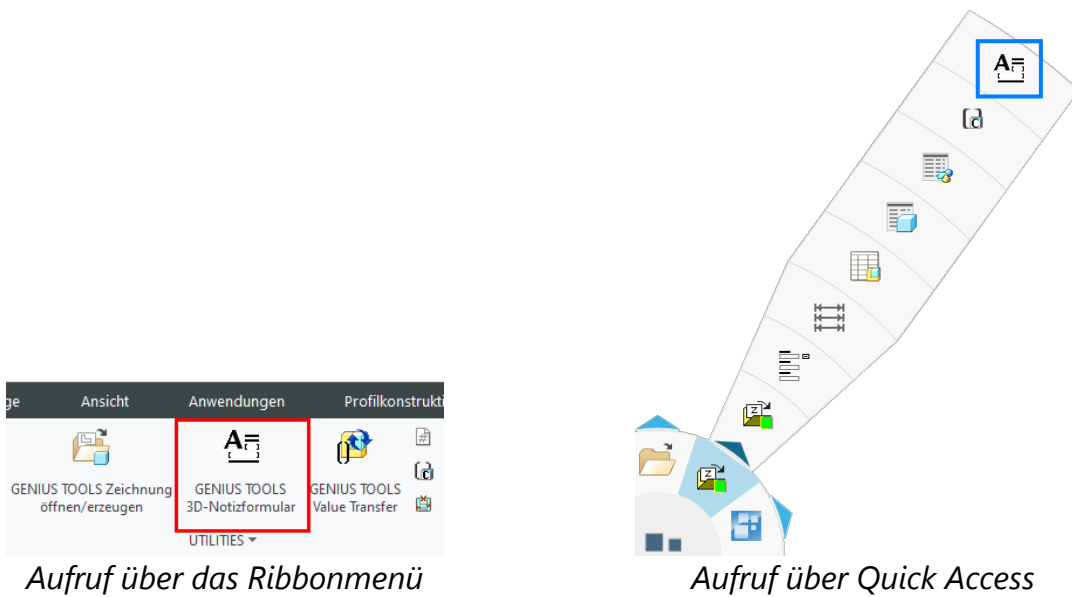 ge Ansicht Anwendungen Profilkonstrukti
GENIUS TOOLS Zeichnung
öffnen/erzeugen
GENIUS TOOLS
3D-Notizformular
GENIUS TOOLS
Value Transfer
UTILITIES
Aufruf über das Ribbonmenü
Aufruf über Quick Access